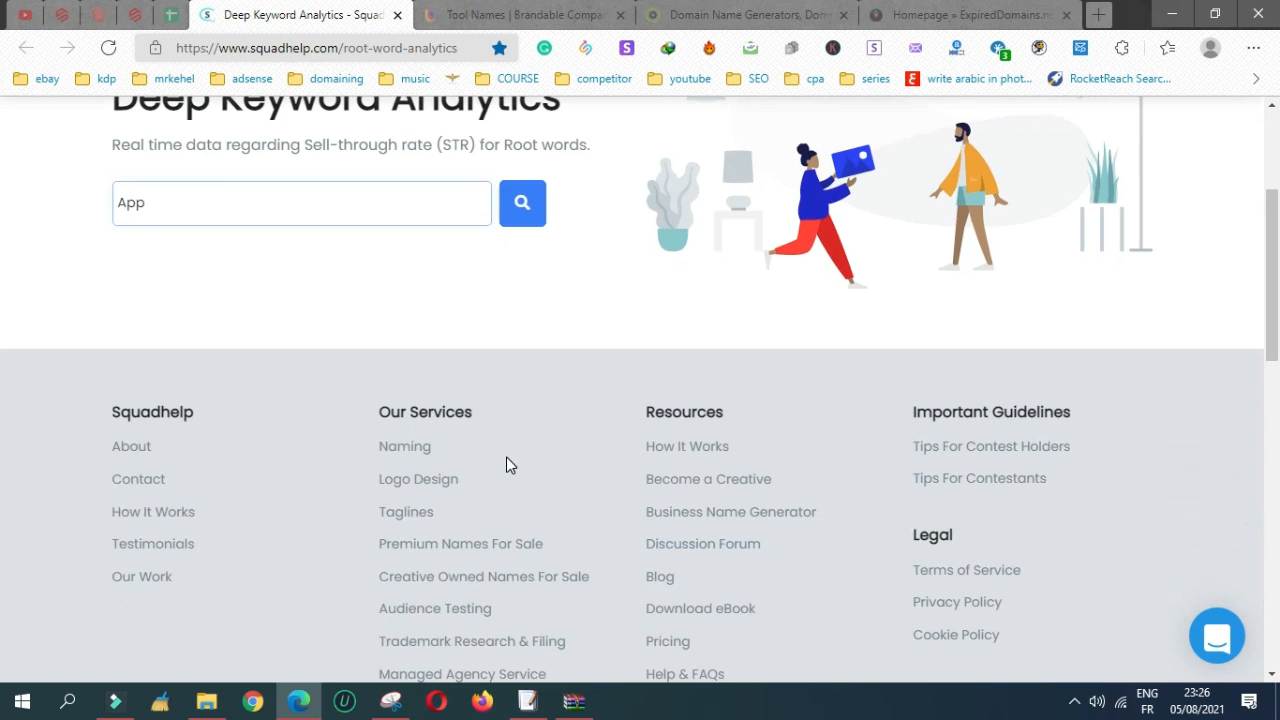 Deep Keyword Analytics - Squad
Tool Names | Brandable Compa
Domain Name Generators, Dom
Homepage » ExpiredDomains.n
https://www.squadhelp.com/root-word-analytics
3
ebay
kdp
mrkehel
adsense
domaining
music
COURSE
competitor
youtube
SEO
cpa
series
write arabic in phot...
RocketReach Searc...
Deep Keyword Analytics
Real time data regarding Sell-through rate (STR) for Root words.
App
Squadhelp
About
Contact
How It Works
Testimonials
Our Work
Our Services
Naming
Logo Design
Taglines
Premium Names For Sale
Creative Owned Names For Sale
Audience Testing
Trademark Research & Filing
Managed Agency Service
Resources
How It Works
Become a Creative
Business Name Generator
Discussion Forum
Blog
Download eBook
Pricing
Help & FAQs
Important Guidelines
Tips For Contest Holders
Tips For Contestants
Legal
Terms of Service
Privacy Policy
Cookie Policy
ENG
FR
23:26
05/08/2021